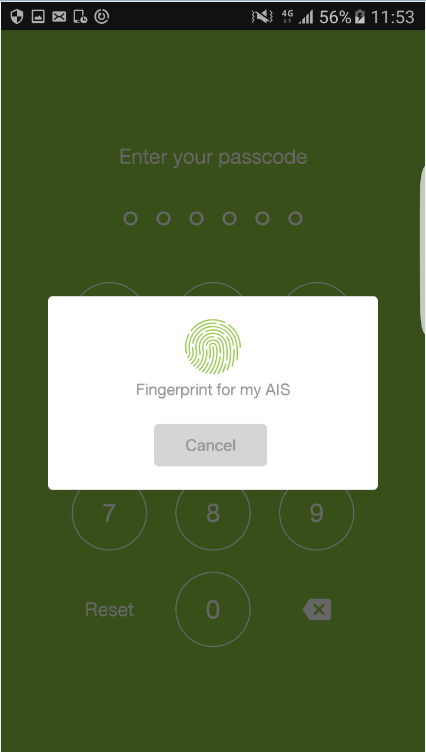 4G 56% 11:53
Enter your passcode
Fingerprint for my AIS
Cancel
7 8 9
Reset 0